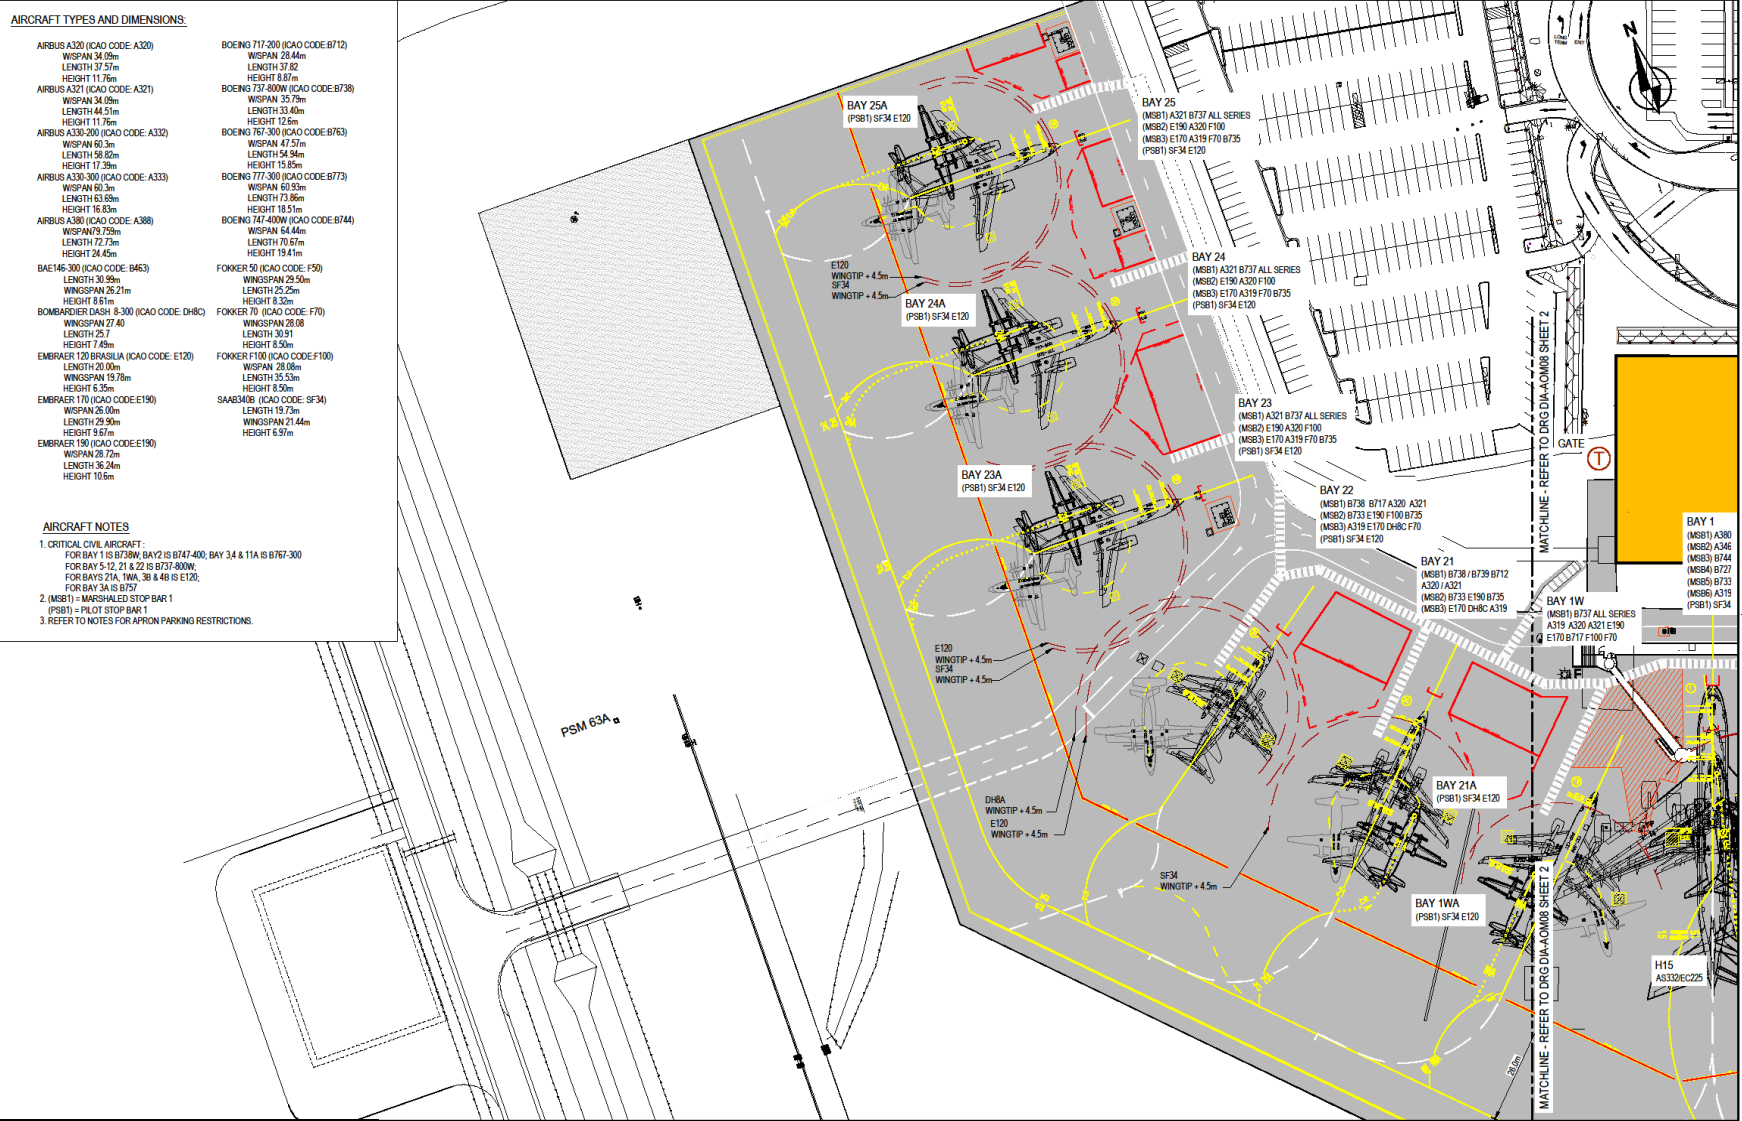 AIRCRAFT TYPES AND DIMENSIONS:
AIRBUS A320 (ICAO CODE: A320)
W/SPAN 34.09m
LENGTH 37.57m
HEIGHT 11.76m
AIRBUS A321 (ICAO CODE: A321)
W/SPAN 34.09m
LENGTH 44.51m
HEIGHT 11.76m
AIRBUS A330-200 (ICAO CODE: A332)
W/SPAN 60.3m
LENGTH 58.82m
HEIGHT 17.39m
AIRBUS A330-300 (ICAO CODE: A333)
W/SPAN 60.3m
LENGTH 63.69m
HEIGHT 16.83m
AIRBUS A380 (ICAO CODE: A388)
W/SPAN79.759m
LENGTH 72.73m
HEIGHT 24.45m
BAE146-300 (ICAO CODE: B463)
LENGTH 30.99m
WINGSPAN 26.21m
HEIGHT 8.61m
BOMBARDIER DASH 8-300 (ICAO CODE: DH8C)
WINGSPAN 27.40
LENGTH 25.7
HEIGHT 7.49m
EMBRAER 120 BRASILIA (ICAO CODE: E120)
LENGTH 20.00m
WINGSPAN 19.78m
HEIGHT 6.35m
EMBRAER 170 (ICAO CODE:E190)
W/SPAN 26.00m
LENGTH 29.90m
HEIGHT 9.67m
EMBRAER 190 (ICAO CODE:E190)
W/SPAN 28.72m
LENGTH 36.24m
HEIGHT 10.6m
BOEING 717-200 (ICAO CODE:B712)
W/SPAN 28.44m
LENGTH 37.82
HEIGHT 8.87m
BOEING 737-800W (ICAO CODE:B738)
W/SPAN 35.79m
LENGTH 33.40m
HEIGHT 12.6m
BOEING 767-300 (ICAO CODE:B763)
W/SPAN 47.57m
LENGTH 54.94m
HEIGHT 15.85m
BOEING 777-300 (ICAO CODE:B773)
W/SPAN 60.93m
LENGTH 73.86m
HEIGHT 18.51m
BOEING 747-400W (ICAO CODE:B744)
W/SPAN 64.44m
LENGTH 70.67m
HEIGHT 19.41m
FOKKER 50 (ICAO CODE: F50)
WINGSPAN 29.50m
LENGTH 25.25m
HEIGHT 8.32m
FOKKER 70 (ICAO CODE: F70)
WINGSPAN 28.08
LENGTH 30.91
HEIGHT 8.50m
FOKKER F100 (ICAO CODE:F100)
W/SPAN 28.08m
LENGTH 35.53m
HEIGHT 8.50m
SAAB340B (ICAO CODE: SF34)
LENGTH 19.73m
WINGSPAN 21.44m
HEIGHT 6.97m
AIRCRAFT NOTES
1. CRITICAL CIVIL AIRCRAFT :
FOR BAY 1 IS B738W; BAY2 IS B747-400; BAY 3,4 & 11A IS B767-300
FOR BAY 5-12, 21 & 22 IS B737-800W;
FOR BAYS 21A, 1WA, 3B & 4B IS E120;
FOR BAY 3A IS B757
2. (MSB1) = MARSHALED STOP BAR 1
(PSB1) = PILOT STOP BAR 1
3. REFER TO NOTES FOR APRON PARKING RESTRICTIONS.
BAY 25A
(PSB1) SF34 E120
BAY 25
(MSB1) A321 B737 ALL SERIES
(MSB2) E190 A320 F100
(MSB3) E170 A319 F70 B735
(PSB1) SF34 E120
E120
WINGTIP + 4.5m
SF34
WINGTIP + 4.5m
BAY 24A
(PSB1) SF34 E120
BAY 24
(MSB1) A321 B737 ALL SERIES
(MSB2) E190 A320 F100
(MSB3) E170 A319 F70 B735
(PSB1) SF34 E120
BAY 23
(MSB1) A321 B737 ALL SERIES
(MSB2) E190 A320 F100
(MSB3) E170 A319 F70 B735
(PSB1) SF34 E120
BAY 23A
(PSB1) SF34 E120
BAY 22
(MSB1) B738 B717 A320 A321
(MSB2) B733 E190 F100 B735
(MSB3) A319 E170 DH8C F70
(PSB1) SF34 E120
BAY 21
(MSB1) B738 / B739 B712
A320 / A321
(MSB2) B733 E190 B735
(MSB3) E170 DH8C A319
BAY 1W
(MSB1) B737 ALL SERIES
A319 A320 A321 E190
E170 B717 F100 F70
BAY 1
(MSB1) A380
(MSB2) A346
(MSB3) B744
(MSB4) B727
(MSB5) B733
(MSB6) A319
(PSB1) SF34
GATE
T
N
LONG
TERM
ENT
MATCHLINE - REFER TO DRG DIA-AOM08 SHEET 2
E120
WINGTIP + 4.5m
SF34
WINGTIP + 4.5m
F
PSM 63A
DH8A
WINGTIP + 4.5m
E120
WINGTIP + 4.5m
SF34
WINGTIP + 4.5m
BAY 21A
(PSB1) SF34 E120
BAY 1WA
(PSB1) SF34 E120
H15
AS332/EC225
MATCHLINE - REFER TO DRG DIA-AOM08 SHEET 2
26.0m